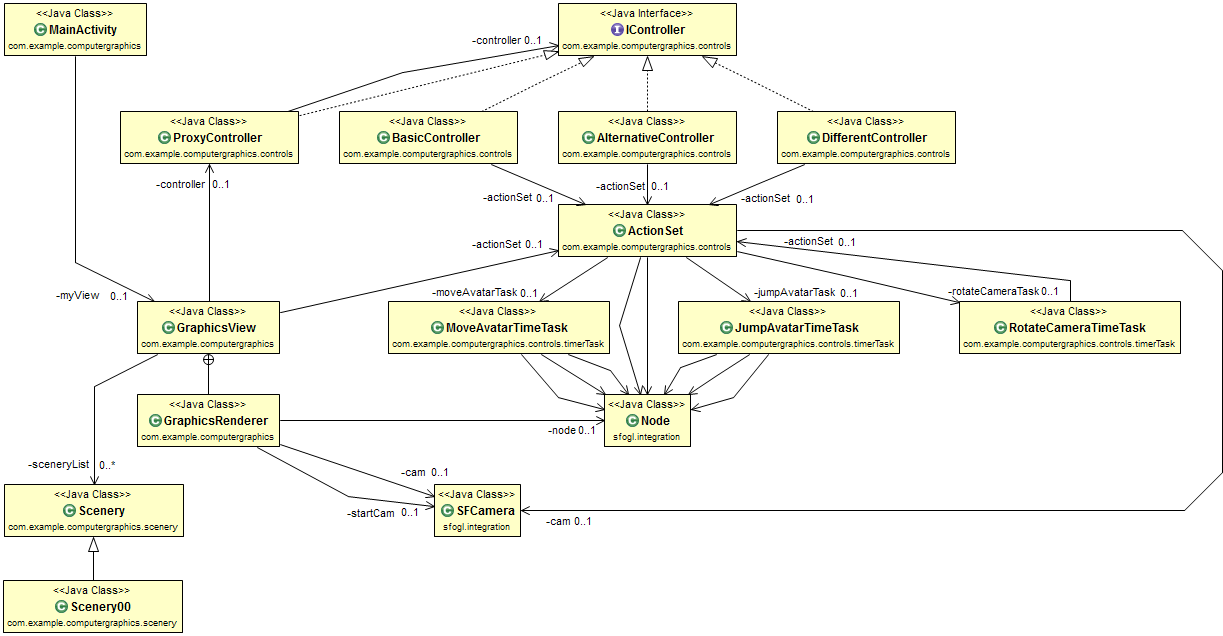 <<Java Class>>
MainActivity
com.example.computergraphics
<<Java Interface>>
IController
com.example.computergraphics.controls
-controller 0..1
<<Java Class>>
ProxyController
com.example.computergraphics.controls
<<Java Class>>
BasicController
com.example.computergraphics.controls
<<Java Class>>
AlternativeController
com.example.computergraphics.controls
<<Java Class>>
DifferentController
com.example.computergraphics.controls
-controller 0..1
-actionSet 0..1
-actionSet 0..1
-actionSet 0..1
<<Java Class>>
ActionSet
com.example.computergraphics.controls
-actionSet 0..1
-actionSet 0..1
-myView 0..1
-moveAvatarTask 0..1
-jumpAvatarTask 0..1
-rotateCameraTask 0..1
<<Java Class>>
GraphicsView
com.example.computergraphics
<<Java Class>>
MoveAvatarTimeTask
com.example.computergraphics.controls.timerTask
<<Java Class>>
JumpAvatarTimeTask
com.example.computergraphics.controls.timerTask
<<Java Class>>
RotateCameraTimeTask
com.example.computergraphics.controls.timerTask
<<Java Class>>
GraphicsRenderer
com.example.computergraphics
<<Java Class>>
Node
sfogl.integration
-node 0..1
-sceneryList 0..*
-cam 0..1
-startCam 0..1
-cam 0..1
<<Java Class>>
Scenery
com.example.computergraphics.scenery
<<Java Class>>
SFCamera
sfogl.integration
<<Java Class>>
Scenery00
com.example.computergraphics.scenery